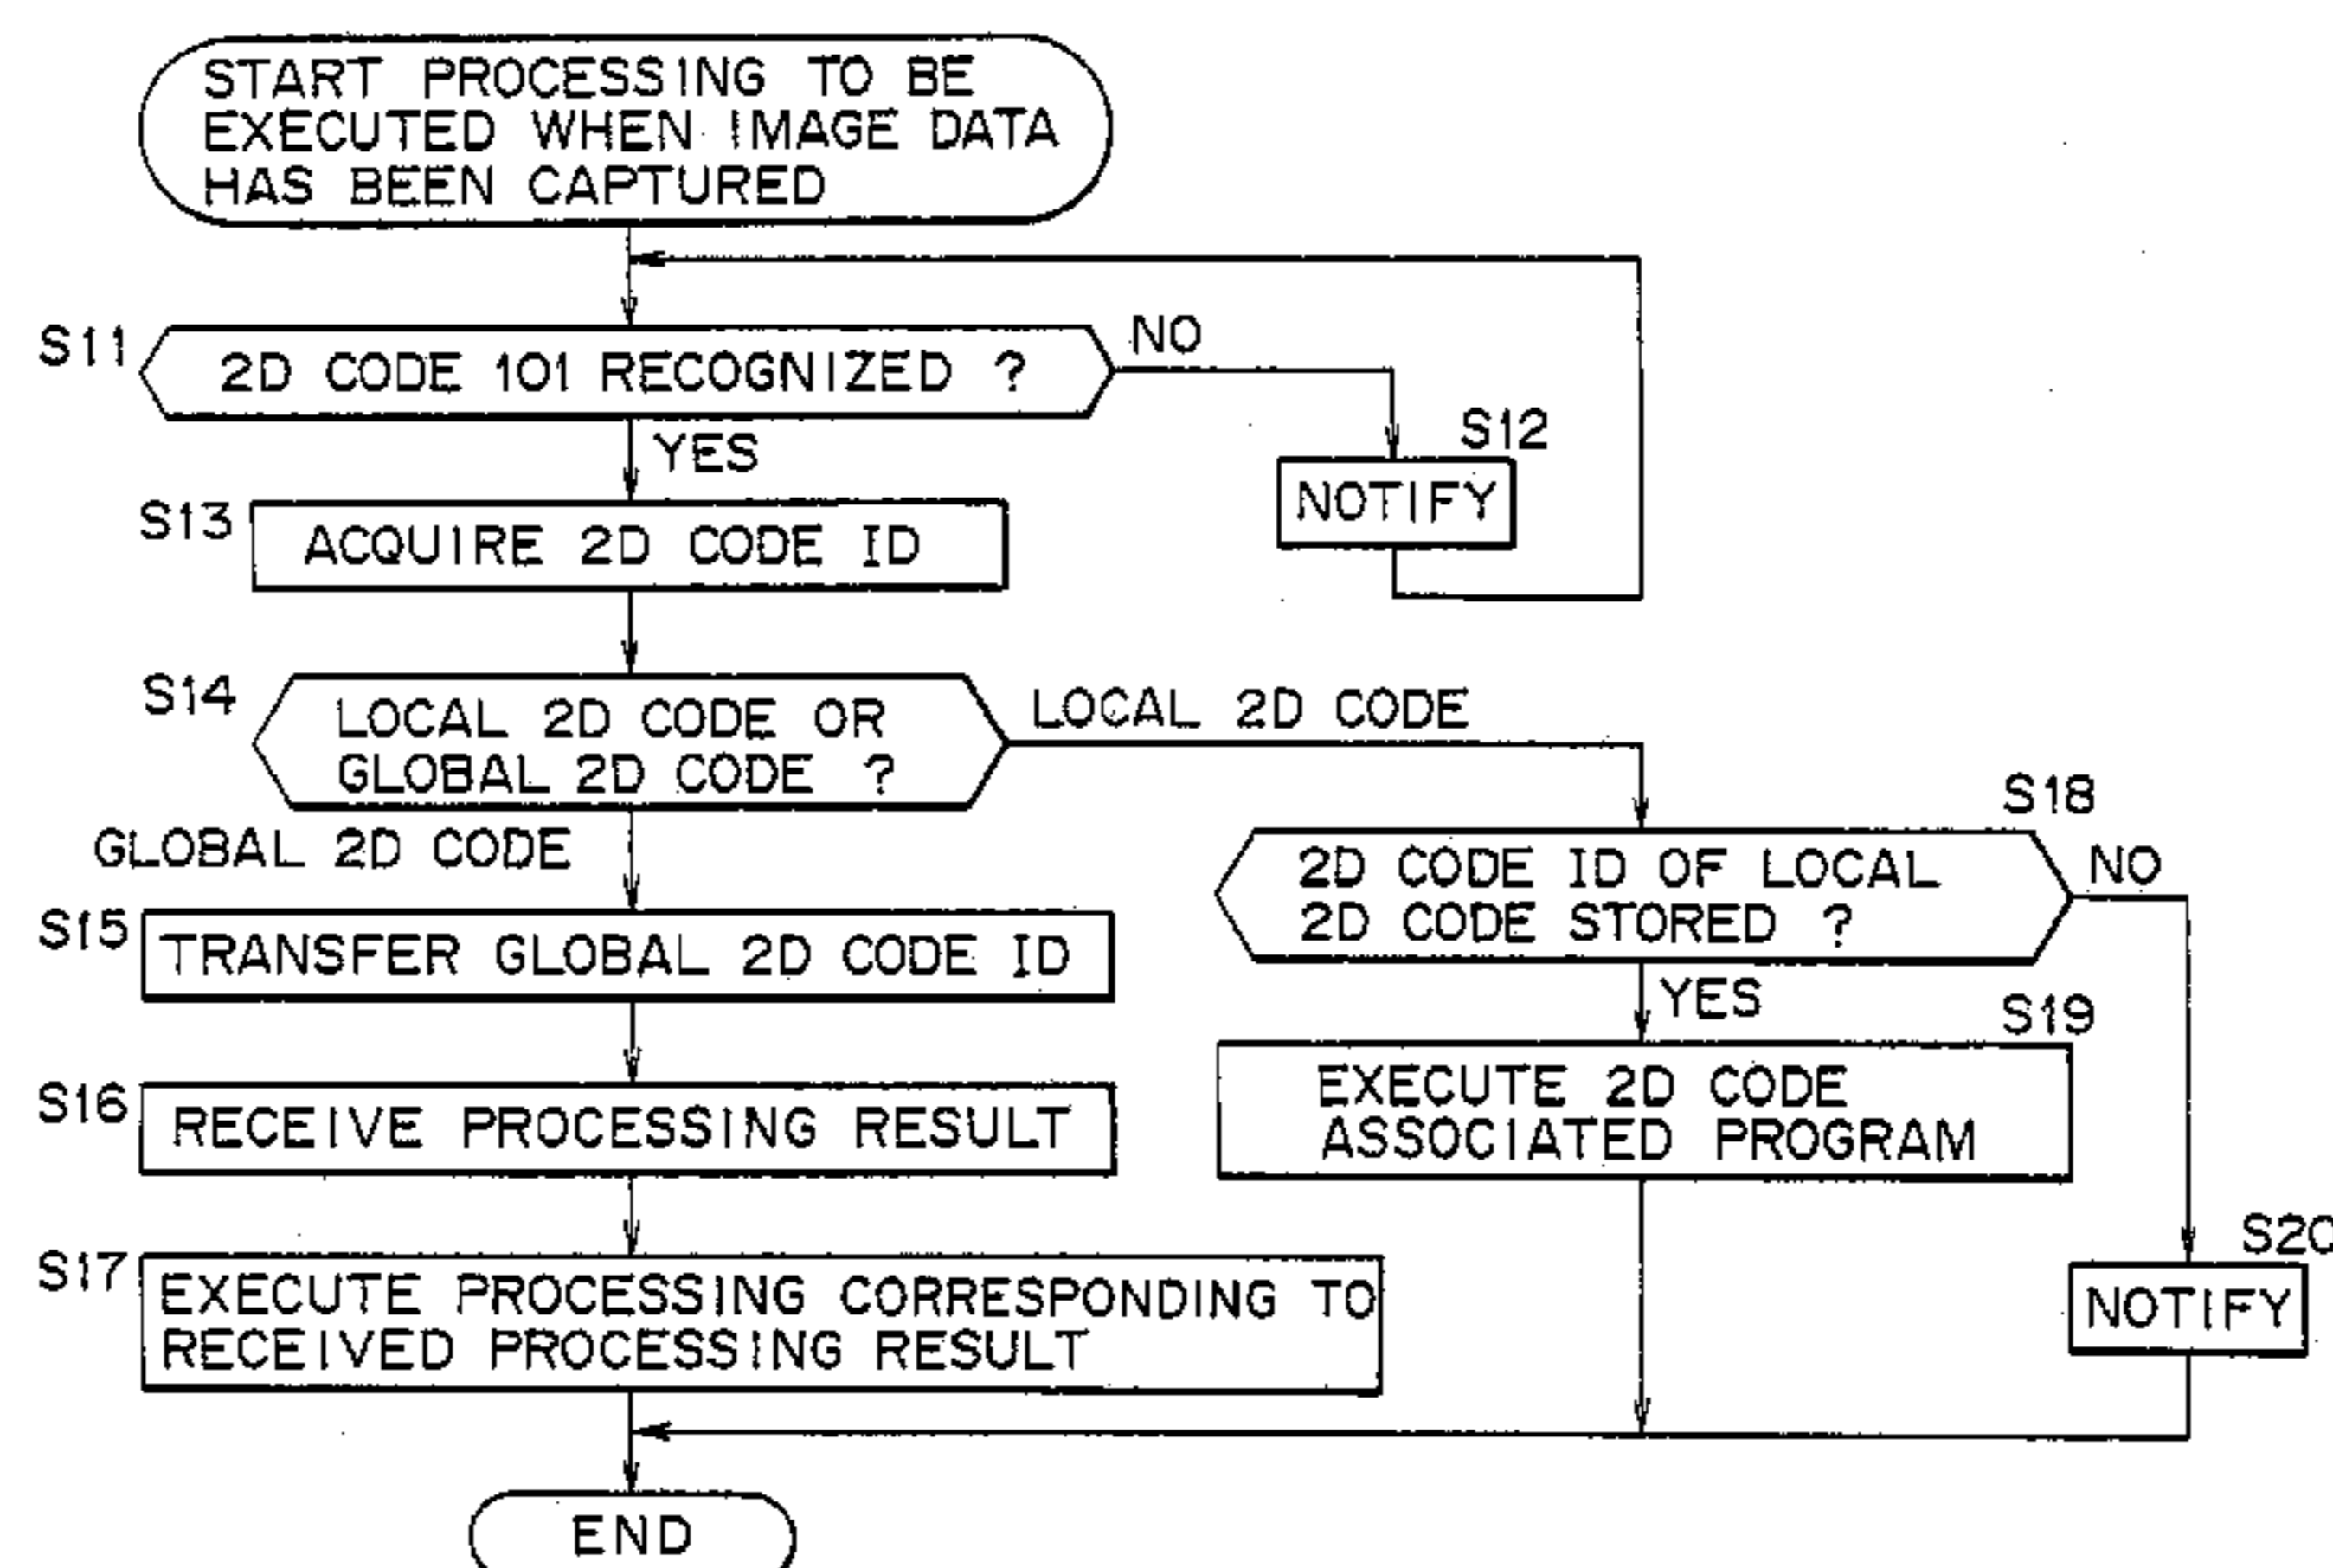 START PROCESSING TO BE
EXECUTED WHEN IMAGE DATA
HAS BEEN CAPTURED
S11
2D CODE 101 RECOGNIZED ?
NO
YES
S12
NOTIFY
S13
ACQUIRE 2D CODE ID
S14
LOCAL 2D CODE OR
GLOBAL 2D CODE ?
LOCAL 2D CODE
GLOBAL 2D CODE
S18
2D CODE ID OF LOCAL
2D CODE STORED ?
NO
YES
S15
TRANSFER GLOBAL 2D CODE ID
S19
EXECUTE 2D CODE
ASSOCIATED PROGRAM
S16
RECEIVE PROCESSING RESULT
S20
NOTIFY
S17
EXECUTE PROCESSING CORRESPONDING TO
RECEIVED PROCESSING RESULT
END